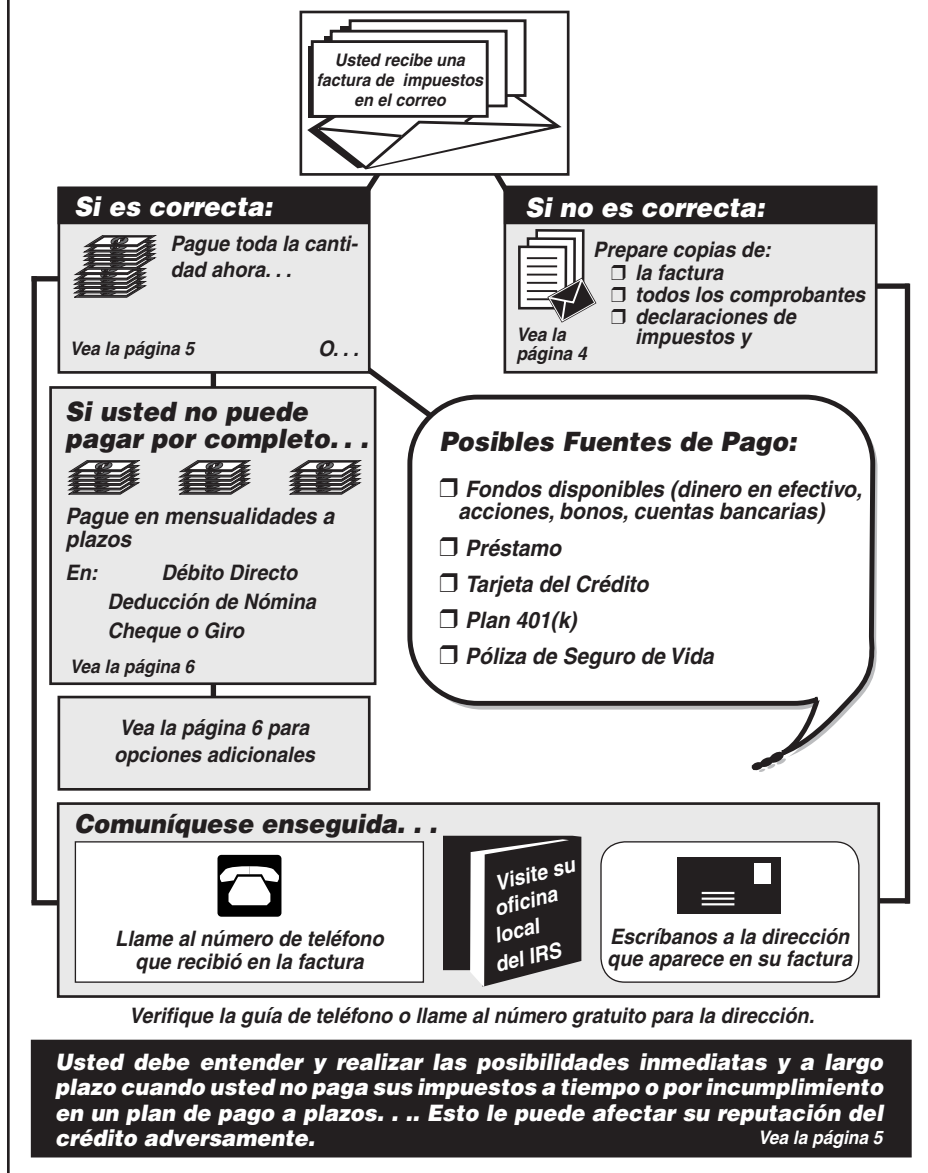 Usted recibe una
factura de impuestos
en el correo
Si es correcta:
Pague toda la canti-
dad ahora. . .
Vea la página 5
O. . .
Si no es correcta:
Prepare copias de:
❒ la factura
❒ todos los comprobantes
❒ declaraciones de
impuestos y
Vea la
página 4
Si usted no puede
pagar por completo. . .
Pague en mensualidades a
plazos
En: Débito Directo
Deducción de Nómina
Cheque o Giro
Vea la página 6
Vea la página 6 para
opciones adicionales
Posibles Fuentes de Pago:
❒ Fondos disponibles (dinero en efectivo,
acciones, bonos, cuentas bancarias)
❒ Préstamo
❒ Tarjeta del Crédito
❒ Plan 401(k)
❒ Póliza de Seguro de Vida
Comuníquese enseguida. . .
Llame al número de teléfono
que recibió en la factura
Visite su
oficina
local
del IRS
Escríbanos a la dirección
que aparece en su factura
Verifique la guía de teléfono o llame al número gratuito para la dirección.
Usted debe entender y realizar las posibilidades inmediatas y a largo
plazo cuando usted no paga sus impuestos a tiempo o por incumplimiento
en un plan de pago a plazos. . .. Esto le puede afectar su reputación del
crédito adversamente.
Vea la página 5